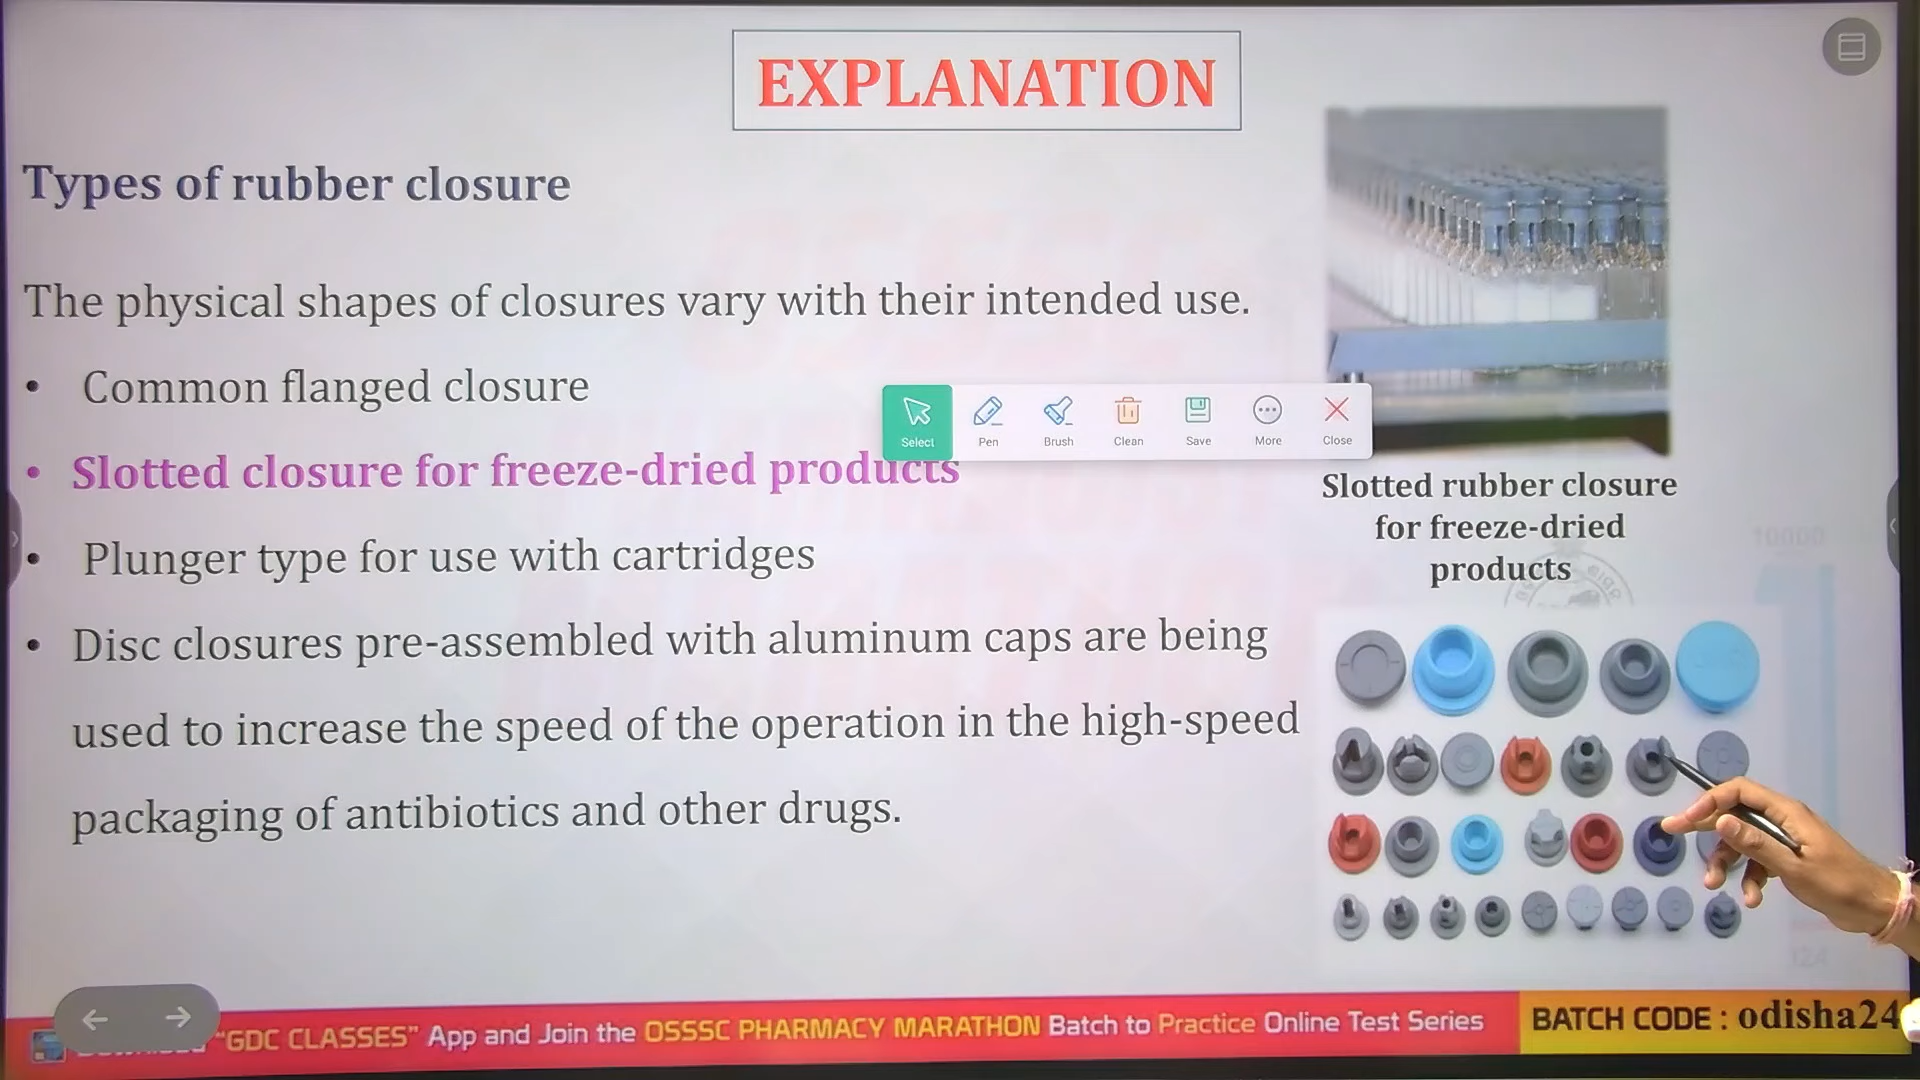 EXPLANATION
Types of rubber closure
The physical shapes of closures vary with their intended use.
• Common flanged closure
Select
Pen
Brush
Clean
Save
More
Close
• Slotted closure for freeze-dried products
Slotted rubber closure
for freeze-dried
products
• Plunger type for use with cartridges
• Disc closures pre-assembled with aluminum caps are being
used to increase the speed of the operation in the high-speed
packaging of antibiotics and other drugs.
10000
"GDC CLASSES" App and Join the OSSSC PHARMACY MARATHON Batch to Practice Online Test Series
BATCH CODE : odisha24